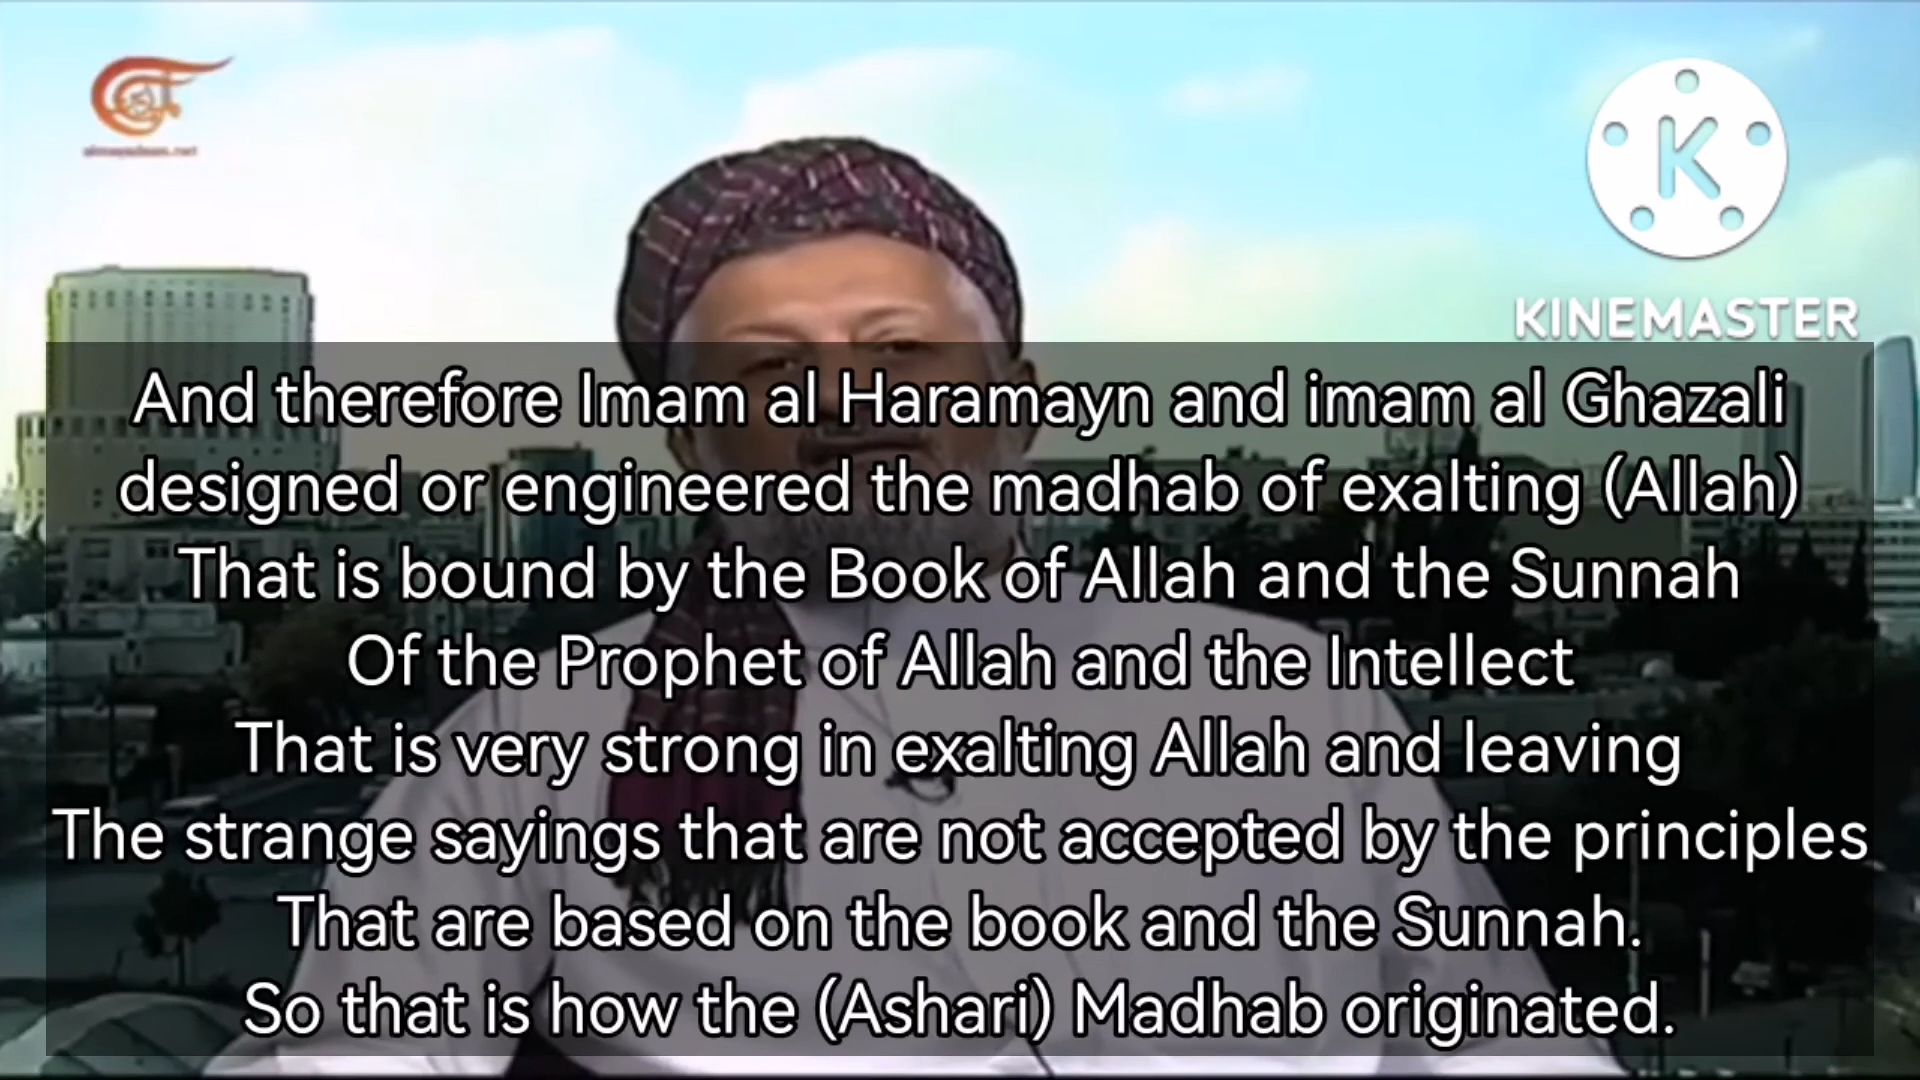 almayadeen.net
K
KINEMASTER
And therefore Imam al Haramayn and imam al Ghazali
designed or engineered the madhab of exalting (Allah)
That is bound by the Book of Allah and the Sunnah
Of the Prophet of Allah and the Intellect
That is very strong in exalting Allah and leaving
The strange sayings that are not accepted by the principles
That are based on the book and the Sunnah.
So that is how the (Ashari) Madhab originated.